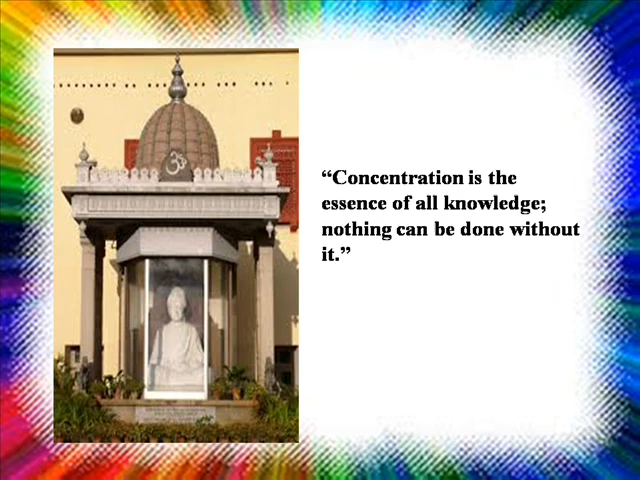 ॐ
“Concentration is the
essence of all knowledge;
nothing can be done without
it.”